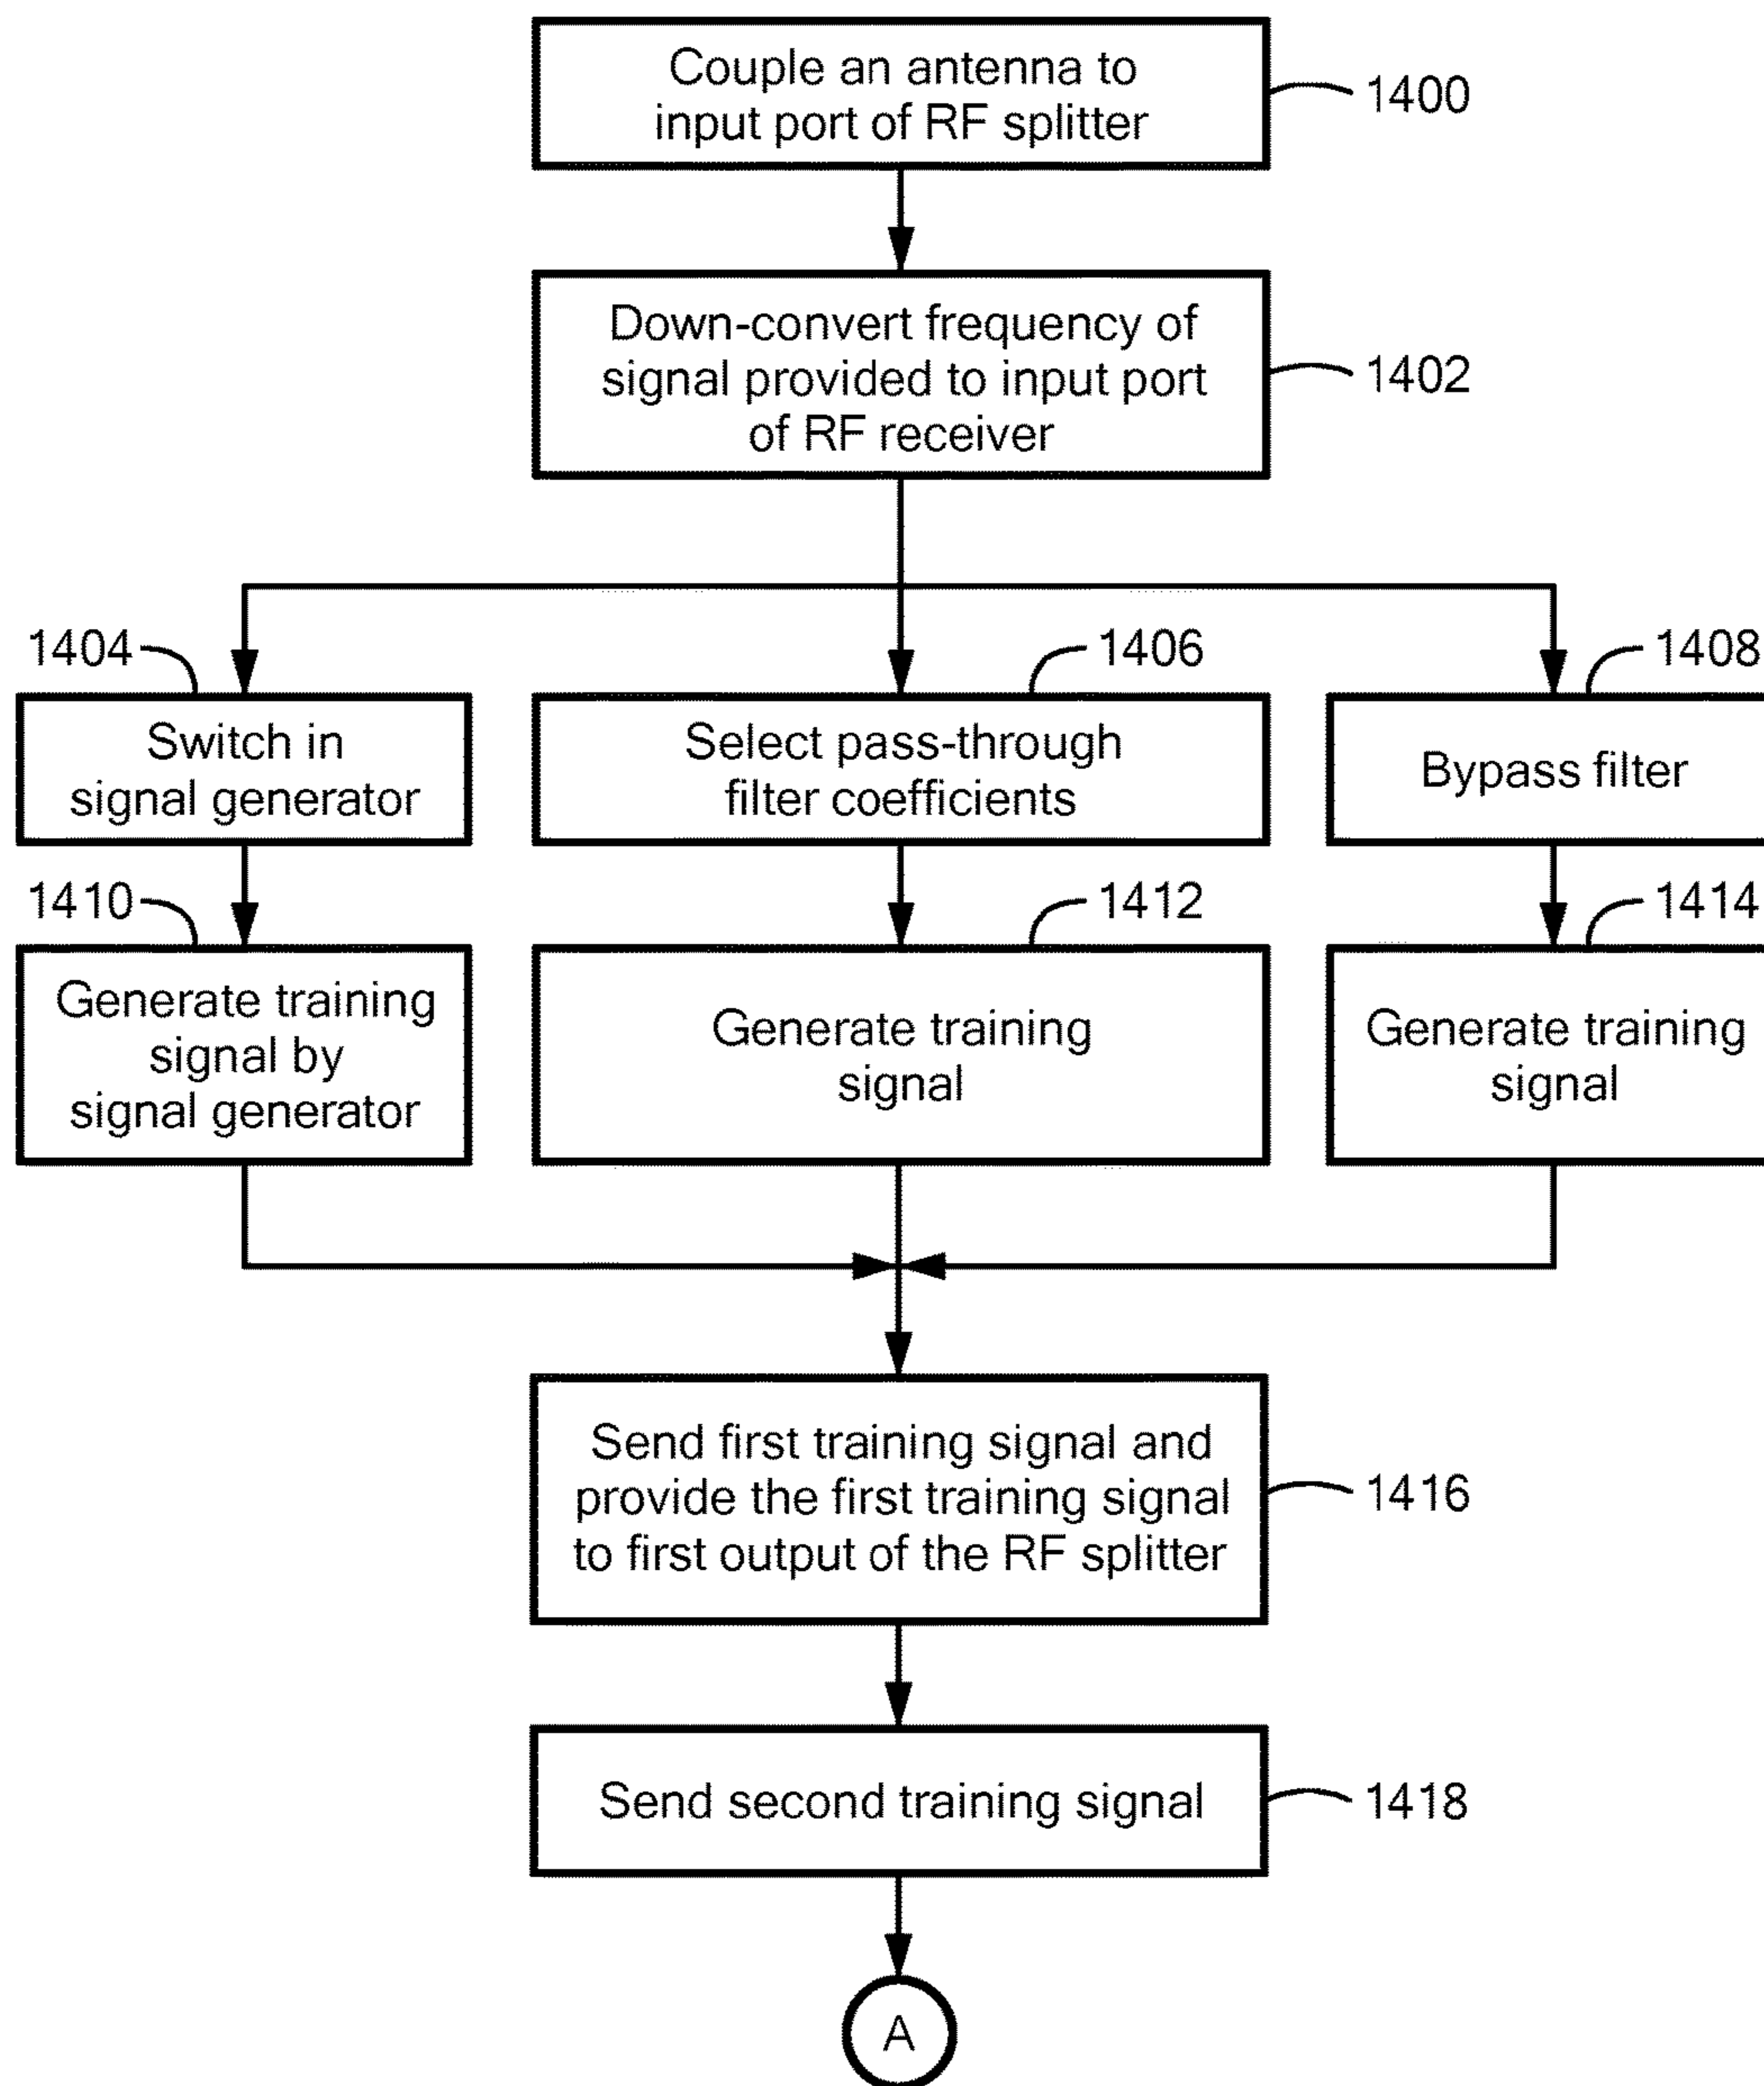 Couple an antenna to
input port of RF splitter
1400
Down-convert frequency of
signal provided to input port
of RF receiver
1402
1404
1406
1408
Switch in
signal generator
Select pass-through
filter coefficients
Bypass filter
1410
1412
1414
Generate training
signal by
signal generator
Generate training
signal
Generate training
signal
Send first training signal and
provide the first training signal
to first output of the RF splitter
1416
Send second training signal
1418
A